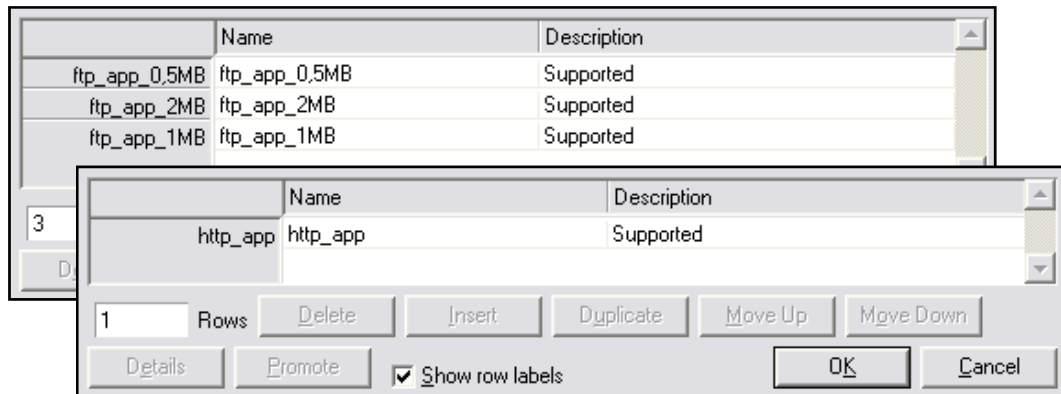 Name Description
ftp_app_0,5MB ftp_app_0,5MB Supported
ftp_app_2MB ftp_app_2MB Supported
ftp_app_1MB ftp_app_1MB Supported
3
Name Description
http_app http_app Supported
1 Rows Delete Insert Duplicate Move Up Move Down
Details Promote Show row labels OK Cancel